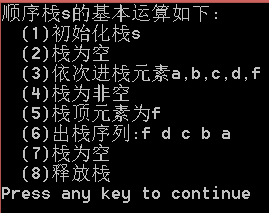 顺序栈s的基本运算如下:
(1)初始化栈s
(2)栈为空
(3)依次进栈元素a,b,c,d,f
(4)栈为非空
(5)栈顶元素为f
(6)出栈序列:f d c b a
(7)栈为空
(8)释放栈
Press any key to continue